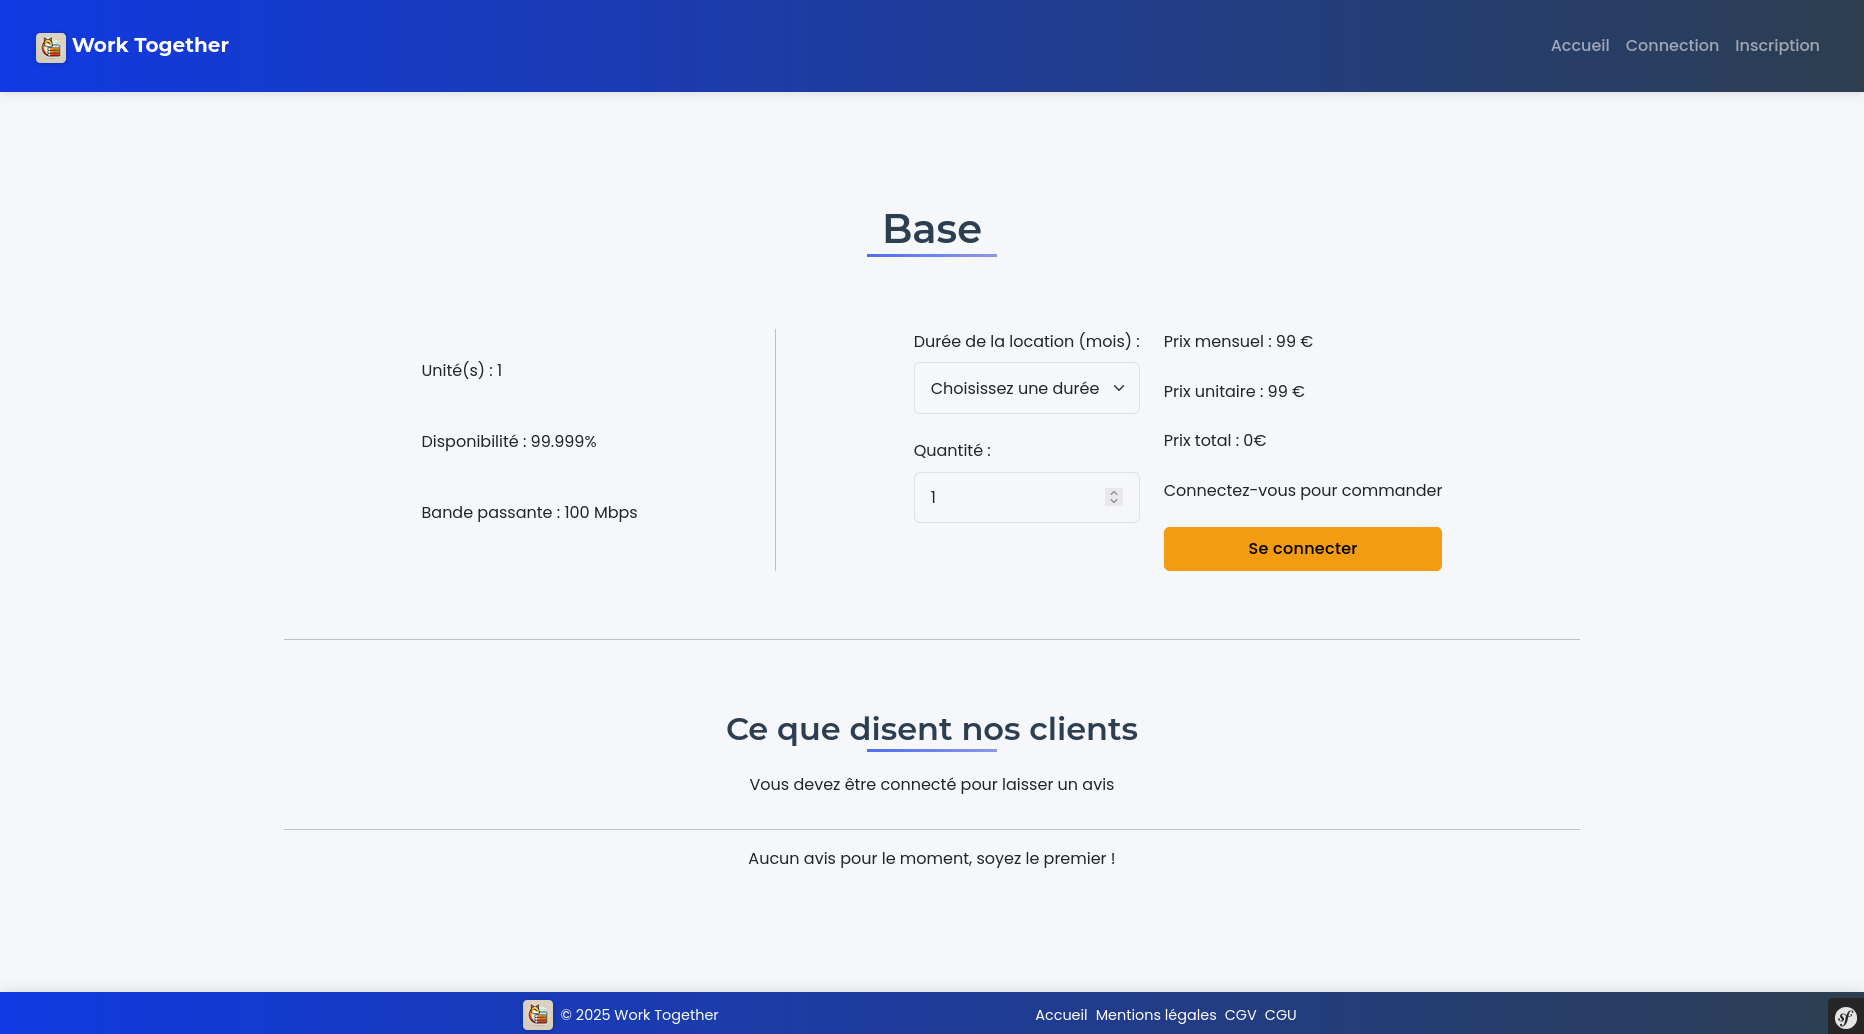 Work Together
Accueil Connection Inscription
Base
Unité(s) : 1
Disponibilité : 99.999%
Bande passante : 100 Mbps
Durée de la location (mois) :
Choisissez une durée
Quantité :
1
Prix mensuel : 99 €
Prix unitaire : 99 €
Prix total : 0€
Connectez-vous pour commander
Se connecter
Ce que disent nos clients
Vous devez être connecté pour laisser un avis
Aucun avis pour le moment, soyez le premier !
© 2025 Work Together
Accueil Mentions légales CGV CGU
sf